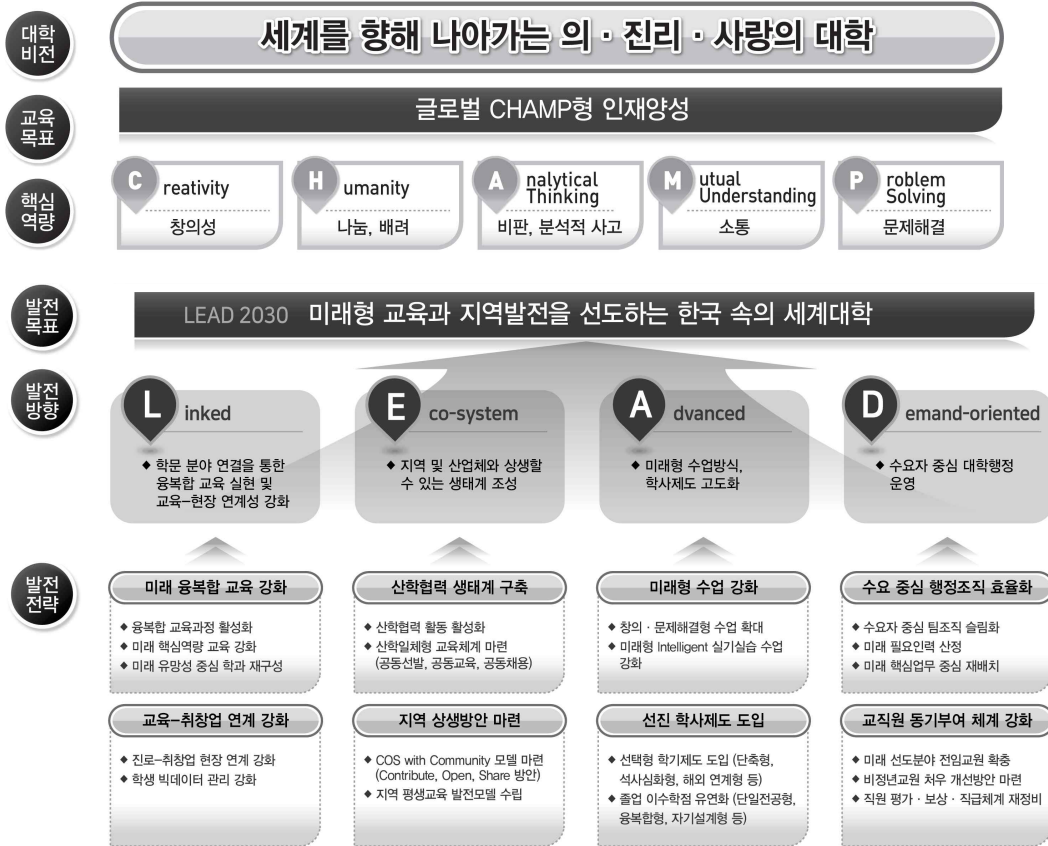 대학
비전
세계를 향해 나아가는 의 · 진리 · 사랑의 대학
교육
목표
글로벌 CHAMP형 인재양성
핵심
역량
C reativity
창의성
H umanity
나눔, 배려
A nalytical
Thinking
비판, 분석적 사고
M utual
Understanding
소통
P roblem
Solving
문제해결
발전
목표
LEAD 2030 미래형 교육과 지역발전을 선도하는 한국 속의 세계대학
발전
방향
L inked
◆ 학문 분야 연결을 통한
융복합 교육 실현 및
교육-현장 연계성 강화
E co-system
◆ 지역 및 산업체와 상생할
수 있는 생태계 조성
A dvanced
◆ 미래형 수업방식,
학사제도 고도화
D emand-oriented
◆ 수요자 중심 대학행정
운영
발전
전략
미래 융복합 교육 강화
◆ 융복합 교육과정 활성화
◆ 미래 핵심역량 교육 강화
◆ 미래 유망성 중심 학과 재구성
산학협력 생태계 구축
◆ 산학협력 활동 활성화
◆ 산학일체형 교육체계 마련
(공동선발, 공동교육, 공동채용)
미래형 수업 강화
◆ 창의 · 문제해결형 수업 확대
◆ 미래형 Intelligent 실기실습 수업
강화
수요 중심 행정조직 효율화
◆ 수요자 중심 팀조직 슬림화
◆ 미래 필요인력 산정
◆ 미래 핵심업무 중심 재배치
교육-취창업 연계 강화
◆ 진로-취창업 현장 연계 강화
◆ 학생 빅데이터 관리 강화
지역 상생방안 마련
◆ COS with Community 모델 마련
(Contribute, Open, Share 방안)
◆ 지역 평생교육 발전모델 수립
선진 학사제도 도입
◆ 선택형 학기제도 도입 (단축형,
석사심화형, 해외 연계형 등)
◆ 졸업 이수학점 유연화 (단일전공형,
융복합형, 자기설계형 등)
교직원 동기부여 체계 강화
◆ 미래 선도분야 전임교원 확충
◆ 비정년교원 처우 개선방안 마련
◆ 직원 평가 · 보상 · 직급체계 재정비